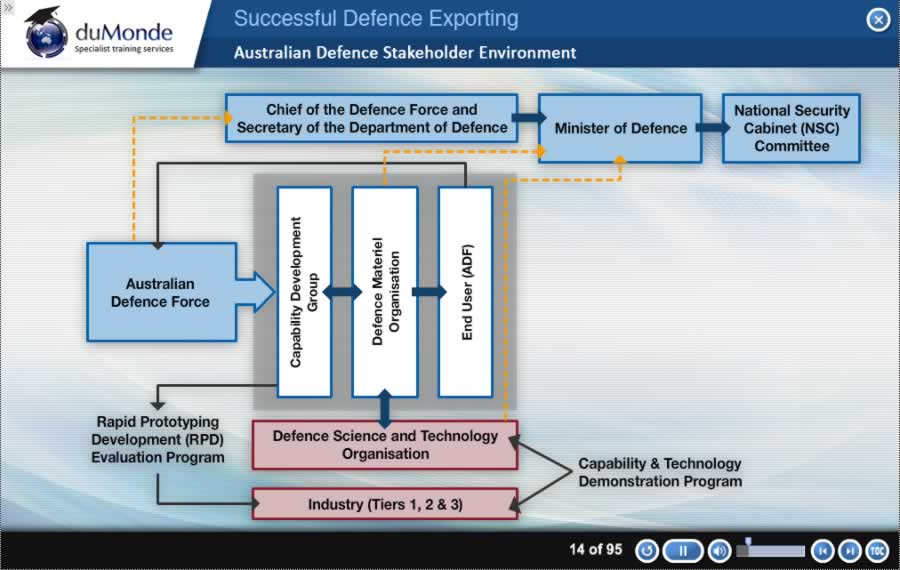 duMonde
Specialist training services
Successful Defence Exporting
Australian Defence Stakeholder Environment
Chief of the Defence Force and
Secretary of the Department of Defence
Minister of Defence
National Security
Cabinet (NSC)
Committee
Australian
Defence Force
Capability Development
Group
Defence Materiel
Organisation
End User (ADF)
Rapid Prototyping
Development (RPD)
Evaluation Program
Defence Science and Technology
Organisation
Capability & Technology
Demonstration Program
Industry (Tiers 1, 2 & 3)
14 of 95
TOC